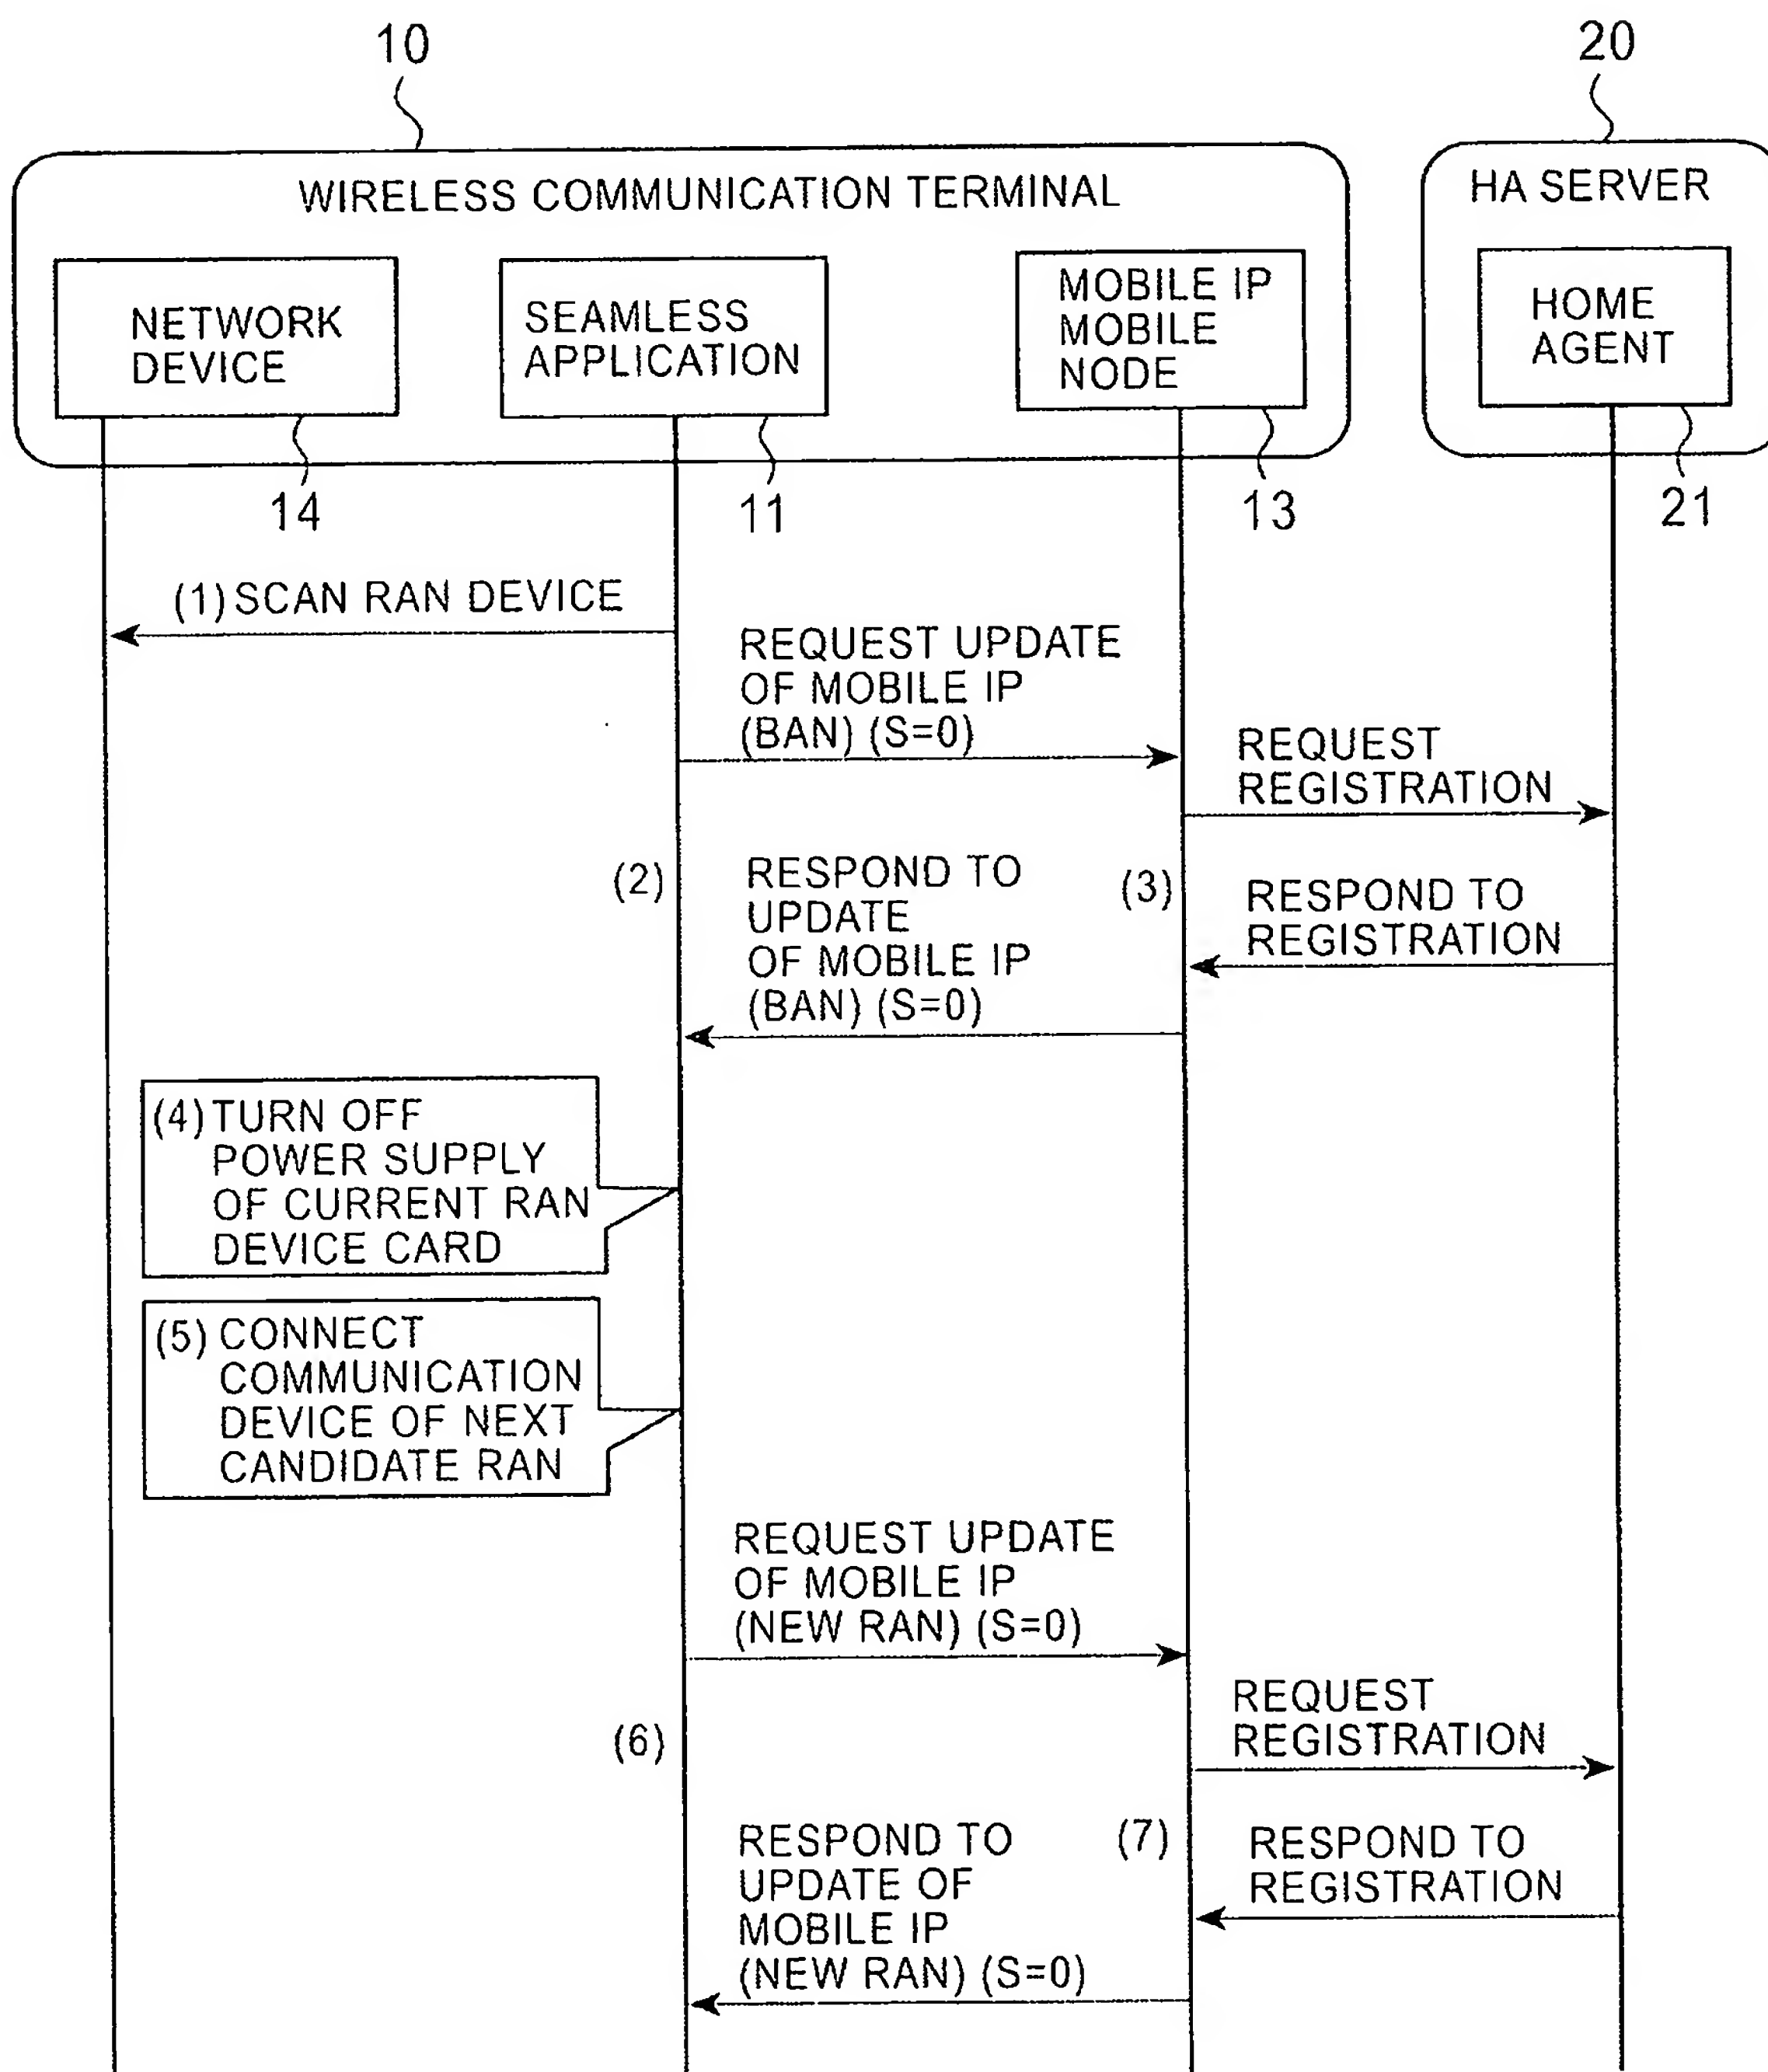 10
20
WIRELESS COMMUNICATION TERMINAL
HA SERVER
NETWORK
DEVICE
SEAMLESS
APPLICATION
MOBILE IP
MOBILE
NODE
HOME
AGENT
14
11
13
21
(1) SCAN RAN DEVICE
REQUEST UPDATE
OF MOBILE IP
(BAN) (S=0)
REQUEST
REGISTRATION
(2)
RESPOND TO
UPDATE
OF MOBILE IP
(BAN) (S=0)
(3)
RESPOND TO
REGISTRATION
(4) TURN OFF
POWER SUPPLY
OF CURRENT RAN
DEVICE CARD
(5) CONNECT
COMMUNICATION
DEVICE OF NEXT
CANDIDATE RAN
REQUEST UPDATE
OF MOBILE IP
(NEW RAN) (S=0)
REQUEST
REGISTRATION
(6)
RESPOND TO
UPDATE OF
MOBILE IP
(NEW RAN) (S=0)
(7)
RESPOND TO
REGISTRATION